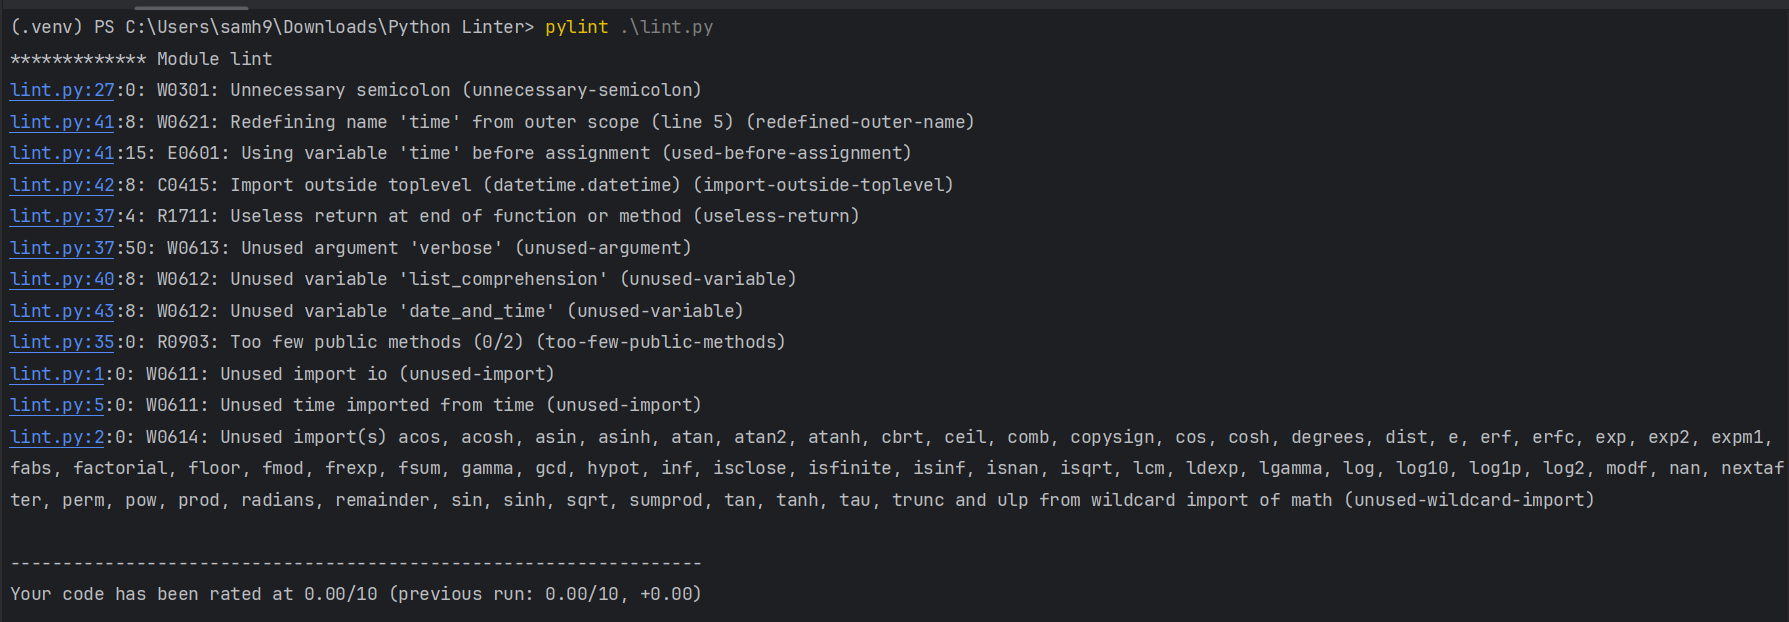 (.venv) PS C:\Users\samh9\Downloads\Python Linter> pylint .\lint.py
************* Module lint
lint.py:27:0: W0301: Unnecessary semicolon (unnecessary-semicolon)
lint.py:41:8: W0621: Redefining name 'time' from outer scope (line 5) (redefined-outer-name)
lint.py:41:15: E0601: Using variable 'time' before assignment (used-before-assignment)
lint.py:42:8: C0415: Import outside toplevel (datetime.datetime) (import-outside-toplevel)
lint.py:37:4: R1711: Useless return at end of function or method (useless-return)
lint.py:37:50: W0613: Unused argument 'verbose' (unused-argument)
lint.py:40:8: W0612: Unused variable 'list_comprehension' (unused-variable)
lint.py:43:8: W0612: Unused variable 'date_and_time' (unused-variable)
lint.py:35:0: R0903: Too few public methods (0/2) (too-few-public-methods)
lint.py:1:0: W0611: Unused import io (unused-import)
lint.py:5:0: W0611: Unused time imported from time (unused-import)
lint.py:2:0: W0614: Unused import(s) acos, acosh, asin, asinh, atan, atan2, atanh, cbrt, ceil, comb, copysign, cos, cosh, degrees, dist, e, erf, erfc, exp, exp2, expm1,
fabs, factorial, floor, fmod, frexp, fsum, gamma, gcd, hypot, inf, isclose, isfinite, isinf, isnan, isqrt, lcm, ldexp, lgamma, log, log10, log1p, log2, modf, nan, nextaf
ter, perm, pow, prod, radians, remainder, sin, sinh, sqrt, sumprod, tan, tanh, tau, trunc and ulp from wildcard import of math (unused-wildcard-import)
------------------------------------------------------------------
Your code has been rated at 0.00/10 (previous run: 0.00/10, +0.00)